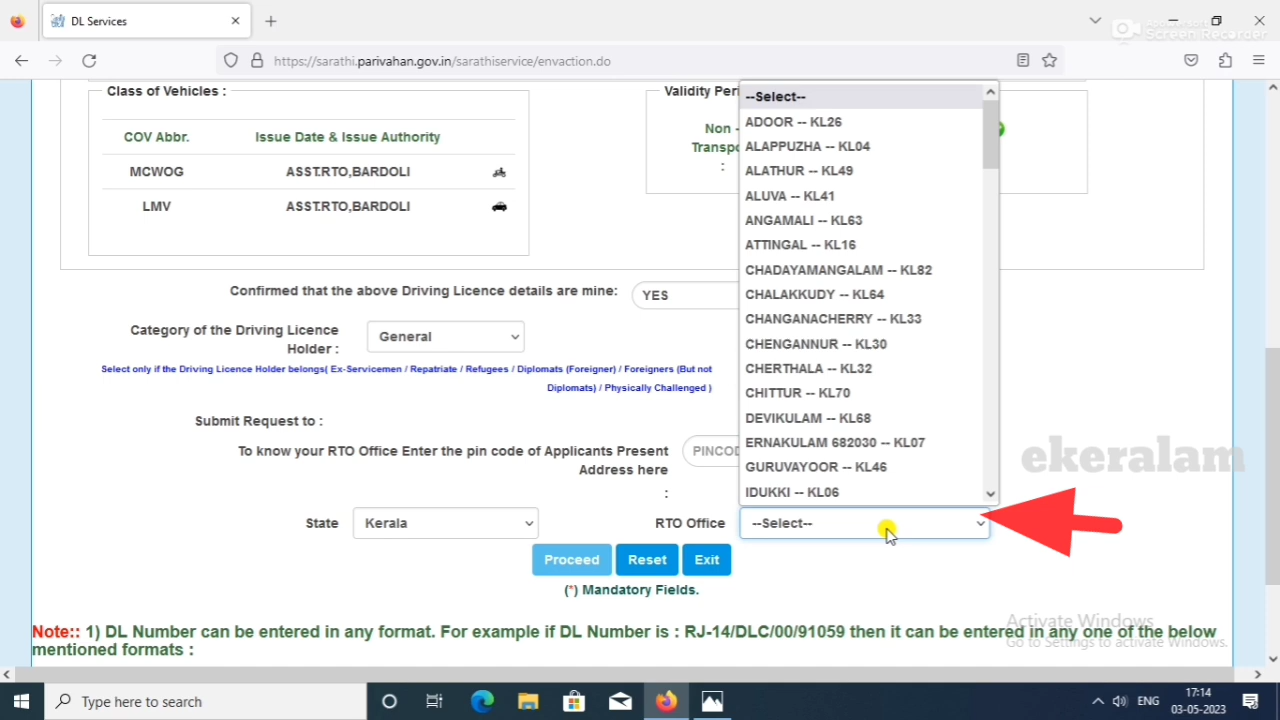 DL Services
https://sarathi.parivahan.gov.in/sarathiservice/envaction.do
Class of Vehicles :
COV Abbr. Issue Date & Issue Authority
MCWOG ASST.RTO,BARDOLI
LMV ASST.RTO,BARDOLI
Validity Peri
Non -
Transpo
:
--Select--
ADOOR -- KL26
ALAPPUZHA -- KL04
ALATHUR -- KL49
ALUVA -- KL41
ANGAMALI -- KL63
ATTINGAL -- KL16
CHADAYAMANGALAM -- KL82
CHALAKKUDY -- KL64
CHANGANACHERRY -- KL33
CHENGANNUR -- KL30
CHERTHALA -- KL32
CHITTUR -- KL70
DEVIKULAM -- KL68
ERNAKULAM 682030 -- KL07
GURUVAYOOR -- KL46
IDUKKI -- KL06
Confirmed that the above Driving Licence details are mine: YES
Category of the Driving Licence
Holder :
General
Select only if the Driving Licence Holder belongs( Ex-Servicemen / Repatriate / Refugees / Diplomats (Foreigner) / Foreigners (But not
Diplomats) / Physically Challenged )
Submit Request to :
To know your RTO Office Enter the pin code of Applicants Present
Address here
:
PINCOD
ekeralam
State Kerala RTO Office --Select--
Proceed Reset Exit
(*) Mandatory Fields.
Note:: 1) DL Number can be entered in any format. For example if DL Number is : RJ-14/DLC/00/91059 then it can be entered in any one of the below
mentioned formats :
Activate Windows
Go to Settings to activate Windows.
Type here to search
ENG
17:14
03-05-2023